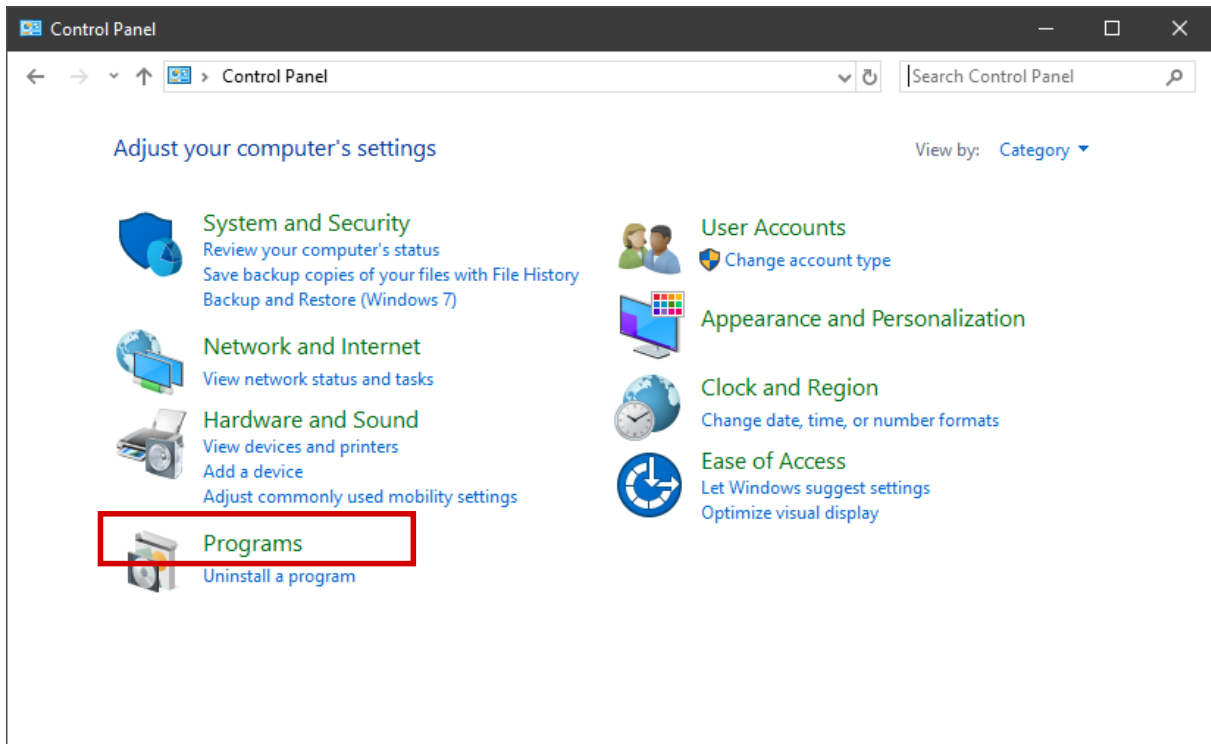 Control Panel
Control Panel
Search Control Panel
Adjust your computer's settings
View by: Category
System and Security
Review your computer's status
Save backup copies of your files with File History
Backup and Restore (Windows 7)
Network and Internet
View network status and tasks
Hardware and Sound
View devices and printers
Add a device
Adjust commonly used mobility settings
Programs
Uninstall a program
User Accounts
Change account type
Appearance and Personalization
Clock and Region
Change date, time, or number formats
Ease of Access
Let Windows suggest settings
Optimize visual display